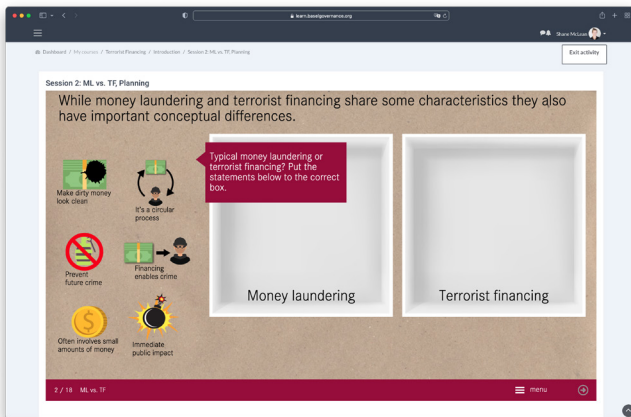 learn.baselgovernance.org
Shane McLean
Dashboard / My courses / Terrorist Financing / Introduction / Session 2: ML vs. TF, Planning
Exit activity
Session 2: ML vs. TF, Planning
While money laundering and terrorist financing share some characteristics they also
have important conceptual differences.
Typical money laundering or
terrorist financing? Put the
statements below to the correct
box.
Make dirty money
look clean
It's a circular
process
Prevent
future crime
Financing
enables crime
Often involves small
amounts of money
Immediate
public impact
Money laundering
Terrorist financing
2 / 18 ML vs. TF
menu